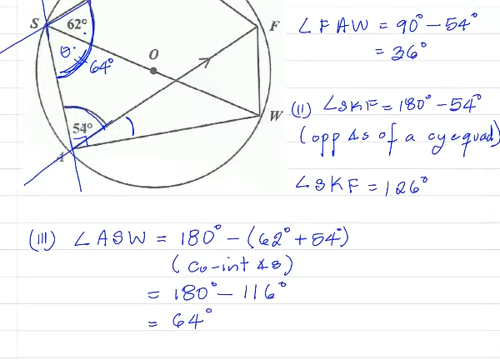 S
62°
θ
64°
O
F
W
54°
A
∠FAW = 90° − 54°
= 36°
(ii) ∠SKF = 180° − 54°
(opp ∡s of a cyc quad)
∠SKF = 126°
(iii) ∠ASW = 180° − (62° + 54°)
(co-int ∡s)
= 180° − 116°
= 64°